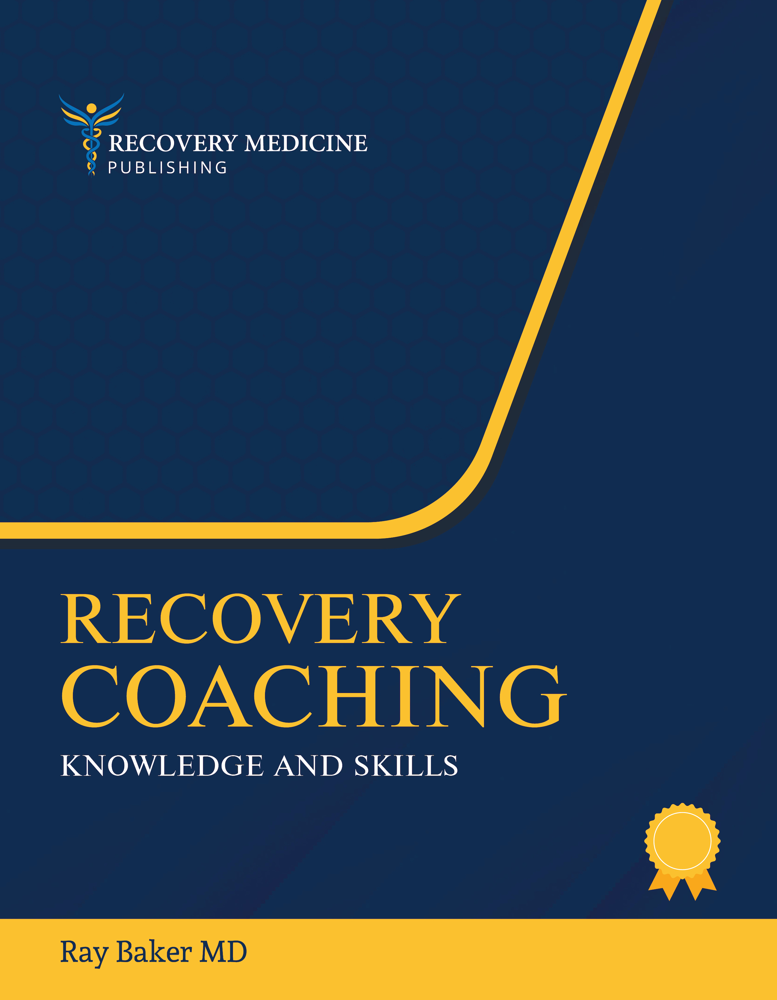 RECOVERY MEDICINE
PUBLISHING
RECOVERY
COACHING
KNOWLEDGE AND SKILLS
Ray Baker MD